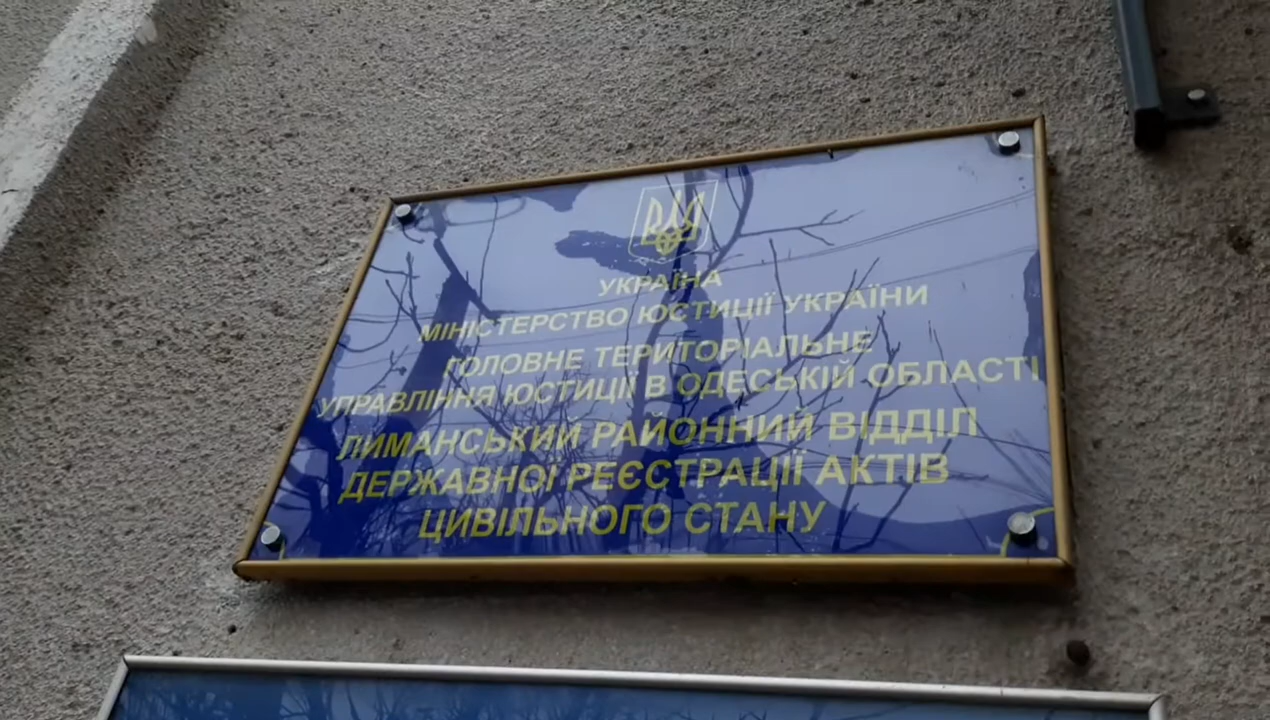 УКРАЇНА
МІНІСТЕРСТВО ЮСТИЦІЇ УКРАЇНИ
ГОЛОВНЕ ТЕРИТОРІАЛЬНЕ
УПРАВЛІННЯ ЮСТИЦІЇ В ОДЕСЬКІЙ ОБЛАСТІ
ЛИМАНСЬКИЙ РАЙОННИЙ ВІДДІЛ
ДЕРЖАВНОЇ РЕЄСТРАЦІЇ АКТІВ
ЦИВІЛЬНОГО СТАНУ